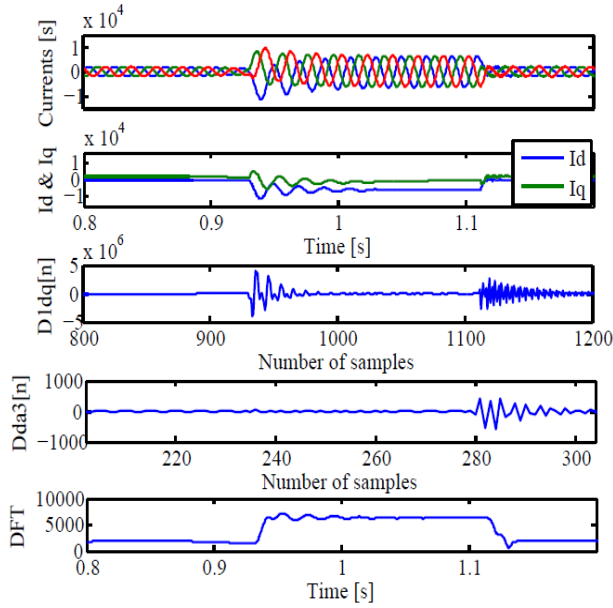 x 10^4
Currents [s]
1
0
−1
x 10^4
Id & Iq
1
0
−1
Id
Iq
0.8 0.9 1 1.1
Time [s]
x 10^6
D1dq[n]
5
0
−5
800 900 1000 1100 1200
Number of samples
Dda3[n]
1000
0
−1000
220 240 260 280 300
Number of samples
DFT
10000
5000
0
0.8 0.9 1 1.1
Time [s]